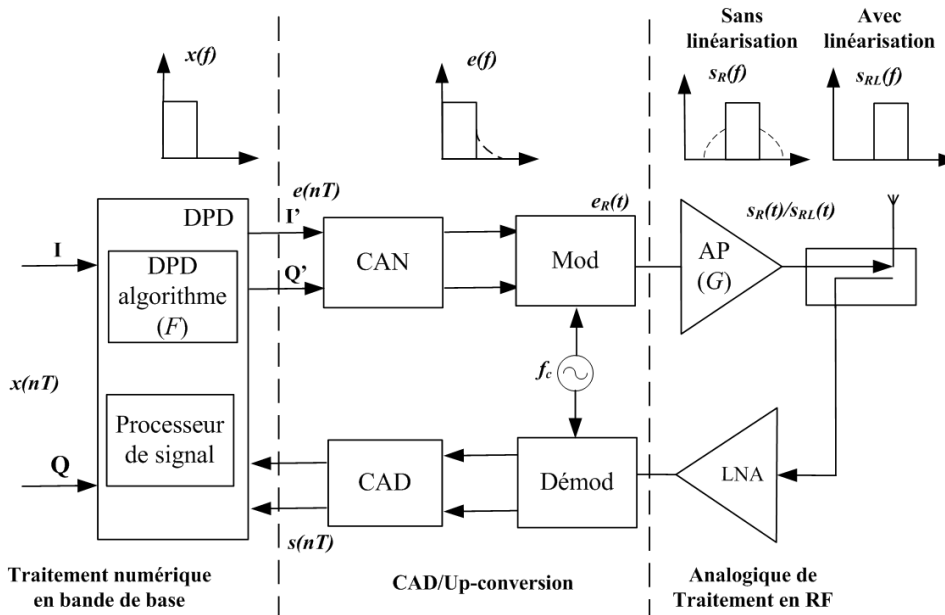 Sans
linéarisation
Avec
linéarisation
x(f)
e(f)
s_R(f)
s_RL(f)
e(nT)
e_R(t)
s_R(t)/s_RL(t)
DPD
I
I’
DPD
algorithme
(F)
Q’
CAN
Mod
AP
(G)
x(nT)
f_c
Processeur
de signal
Q
CAD
Démod
LNA
s(nT)
Traitement numérique
en bande de base
CAD/Up-conversion
Analogique de
Traitement en RF